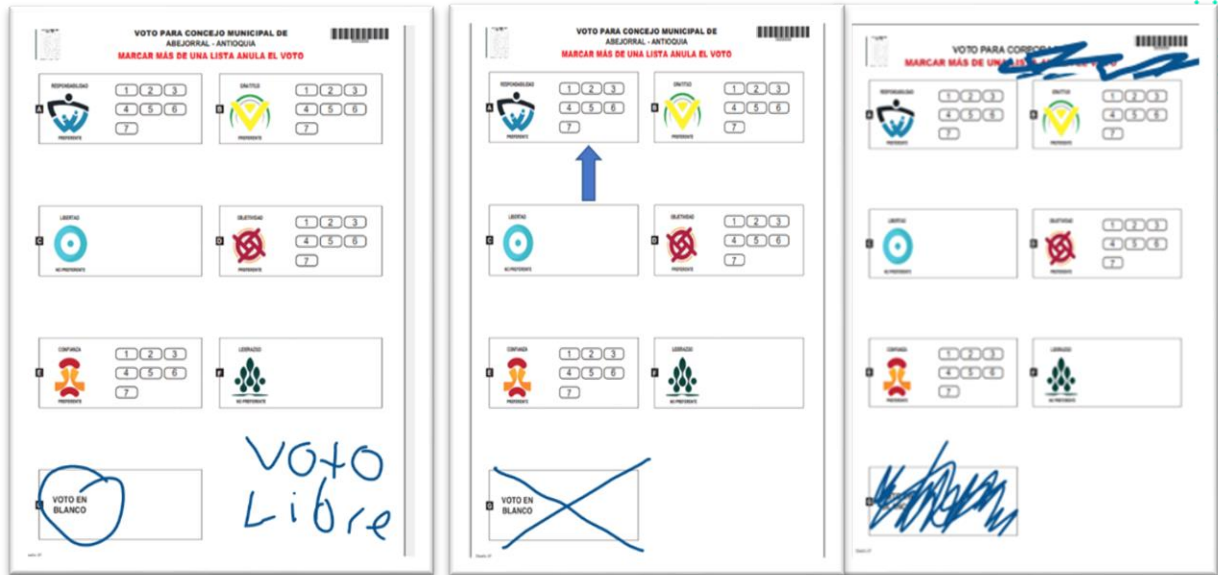 VOTO PARA CONCEJO MUNICIPAL DE
ABEJORRAL - ANTIOQUIA
MARCAR MÁS DE UNA LISTA ANULA EL VOTO
RESPONSABILIDAD
A
1 2 3
4 5 6
7
PREFERENTE
GRATITUD
B
1 2 3
4 5 6
7
PREFERENTE
LIBERTAD
C
NO PREFERENTE
OBJETIVIDAD
D
1 2 3
4 5 6
7
PREFERENTE
CONFIANZA
E
1 2 3
4 5 6
7
PREFERENTE
LIDERAZGO
F
NO PREFERENTE
VOTO EN
BLANCO
voto
Libre
VOTO PARA CONCEJO MUNICIPAL DE
ABEJORRAL - ANTIOQUIA
MARCAR MÁS DE UNA LISTA ANULA EL VOTO
RESPONSABILIDAD
A
1 2 3
4 5 6
7
PREFERENTE
GRATITUD
B
1 2 3
4 5 6
7
PREFERENTE
LIBERTAD
C
NO PREFERENTE
OBJETIVIDAD
D
1 2 3
4 5 6
7
PREFERENTE
CONFIANZA
E
1 2 3
4 5 6
7
PREFERENTE
LIDERAZGO
F
NO PREFERENTE
G
VOTO EN
BLANCO
VOTO PARA
MARCAR MÁS DE
RESPONSABILIDAD
A
1 2 3
4 5 6
7
PREFERENTE
GRATITUD
B
1 2 3
4 5 6
7
PREFERENTE
LIBERTAD
C
NO PREFERENTE
OBJETIVIDAD
D
1 2 3
4 5 6
7
PREFERENTE
CONFIANZA
E
1 2 3
4 5 6
7
PREFERENTE
LIDERAZGO
F
NO PREFERENTE